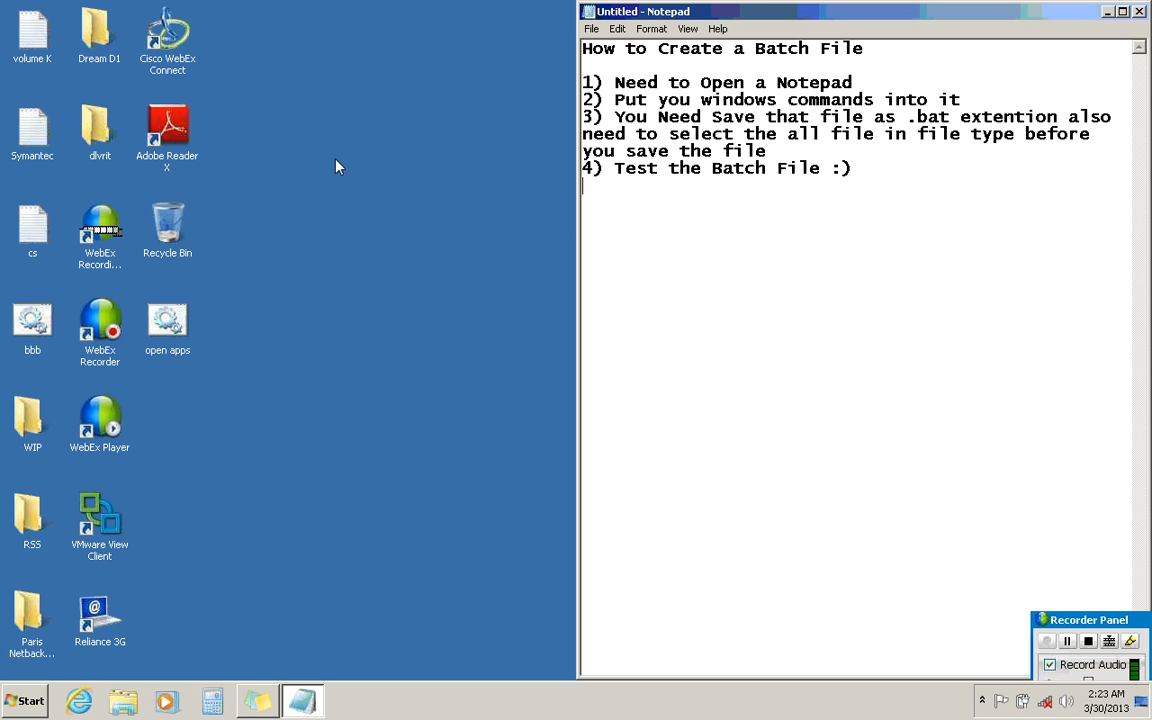 Untitled - Notepad
File Edit Format View Help
How to Create a Batch File
1) Need to Open a Notepad
2) Put you windows commands into it
3) You Need Save that file as .bat extention also
need to select the all file in file type before
you save the file
4) Test the Batch File :)
volume K
Dream D1
Cisco WebEx
Connect
Symantec
dlvrit
Adobe Reader
X
cs
WebEx
Recordi...
Recycle Bin
bbb
WebEx
Recorder
open apps
WIP
WebEx Player
RSS
VMware View
Client
Paris
Netback...
Reliance 3G
Recorder Panel
Record Audio
Start
2:23 AM
3/30/2013